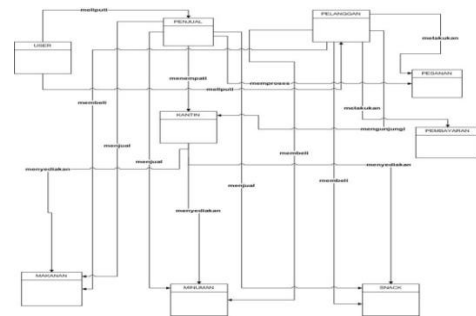 meliputi
PENJUAL
PELANGGAN
melakukan
USER
menempati
memproses
PESANAN
meliputi
membeli
melakukan
KANTIN
mengunjungi
PEMBAYARAN
menyediakan
menjual
menjual
membeli
menjual
menyediakan
membeli
menyediakan
MAKANAN
MINUMAN
SNACK